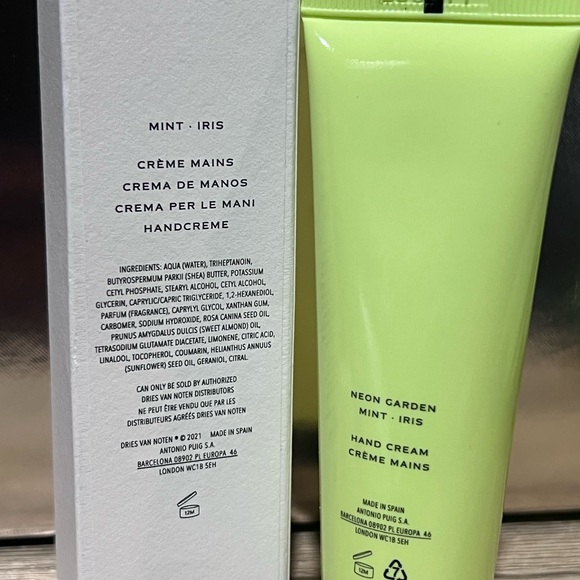 MINT · IRIS
CRÈME MAINS
CREMA DE MANOS
CREMA PER LE MANI
HANDCREME
INGREDIENTS: AQUA (WATER), TRIHEPTANOIN,
BUTYROSPERMUM PARKII (SHEA) BUTTER, POTASSIUM
CETYL PHOSPHATE, STEARYL ALCOHOL, CETYL ALCOHOL,
GLYCERIN, CAPRYLIC/CAPRIC TRIGLYCERIDE, 1,2-HEXANEDIOL,
PARFUM (FRAGRANCE), CAPRYLYL GLYCOL, XANTHAN GUM,
CARBOMER, SODIUM HYDROXIDE, ROSA CANINA SEED OIL,
PRUNUS AMYGDALUS DULCIS (SWEET ALMOND) OIL,
TETRASODIUM GLUTAMATE DIACETATE, LIMONENE, CITRIC ACID,
LINALOOL, TOCOPHEROL, COUMARIN, HELIANTHUS ANNUUS
(SUNFLOWER) SEED OIL, GERANIOL, CITRAL.
CAN ONLY BE SOLD BY AUTHORIZED
DRIES VAN NOTEN DISTRIBUTORS
NE PEUT ÊTRE VENDU QUE PAR LES
DISTRIBUTEURS AGRÉÉS DRIES VAN NOTEN
DRIES VAN NOTEN ® © 2021 MADE IN SPAIN
ANTONIO PUIG S.A.
BARCELONA 08902 PL EUROPA 46
LONDON WC1B 5EH
12M
NEON GARDEN
MINT · IRIS
HAND CREAM
CRÈME MAINS
MADE IN SPAIN
ANTONIO PUIG S.A.
BARCELONA 08902 PL EUROPA 46
LONDON WC1B 5EH
12M
7